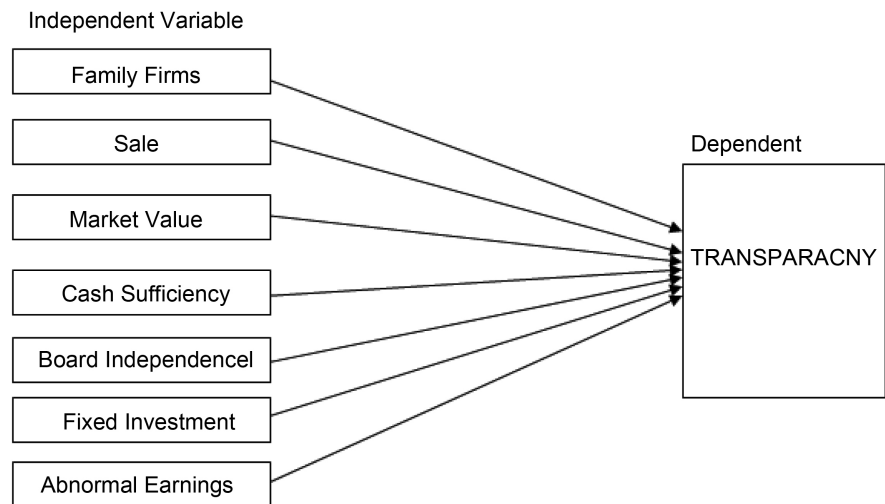 Independent Variable
Family Firms
Sale
Dependent
Market Value
TRANSPARACNY
Cash Sufficiency
Board Independencel
Fixed Investment
Abnormal Earnings